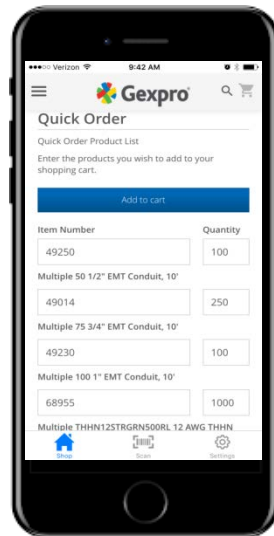 Verizon 9:42 AM
Gexpro
Quick Order
Quick Order Product List
Enter the products you wish to add to your
shopping cart.
Add to cart
Item Number Quantity
49250 100
Multiple 50 1/2" EMT Conduit, 10'
49014 250
Multiple 75 3/4" EMT Conduit, 10'
49230 100
Multiple 100 1" EMT Conduit, 10'
68955 1000
Multiple THHN12STRGRN500RL 12 AWG THHN
Shop Scan Settings